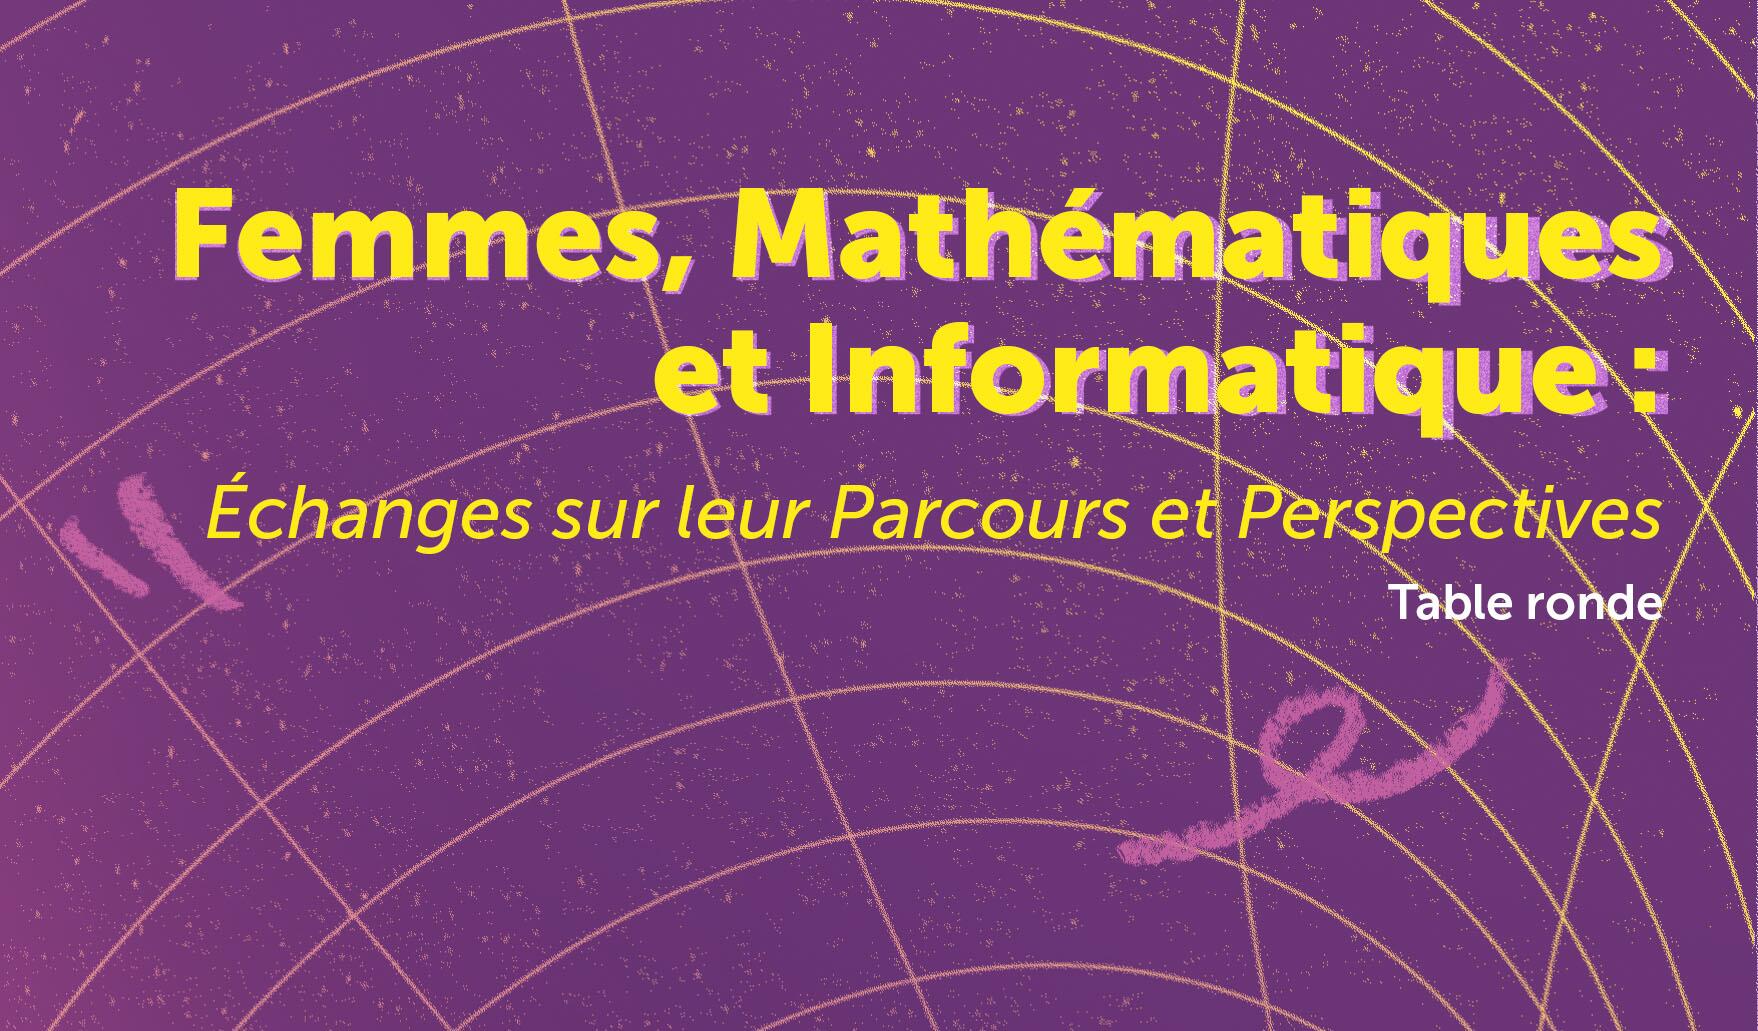 Femmes, Mathématiques
et Informatique :
Échanges sur leur Parcours et Perspectives
Table ronde